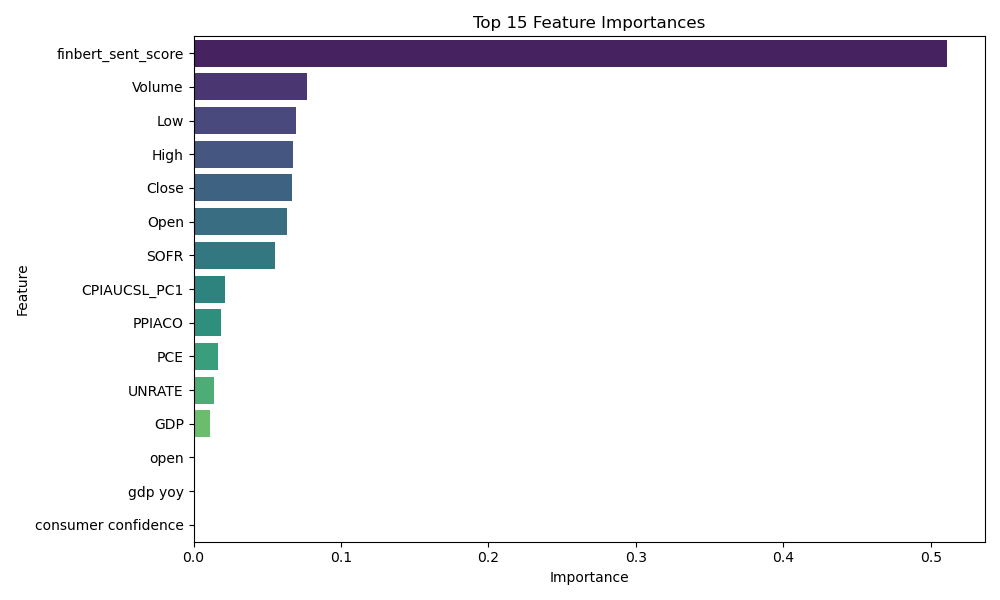 Top 15 Feature Importances
finbert_sent_score
Volume
Low
High
Close
Open
SOFR
CPIAUCSL_PC1
PPIACO
PCE
UNRATE
GDP
open
gdp yoy
consumer confidence
Feature
0.0 0.1 0.2 0.3 0.4 0.5
Importance